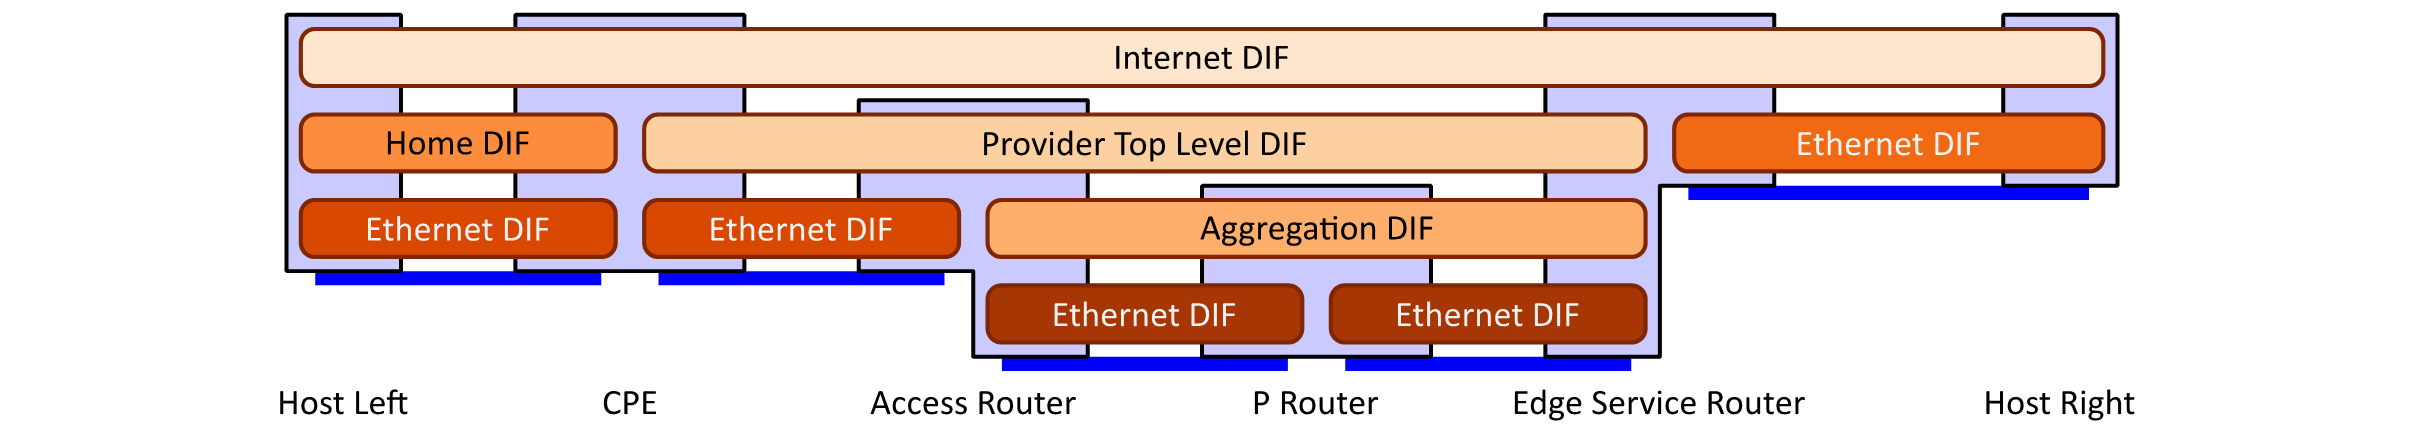 Internet DIF
Home DIF
Provider Top Level DIF
Ethernet DIF
Ethernet DIF
Ethernet DIF
Aggregation DIF
Ethernet DIF
Ethernet DIF
Host Left
CPE
Access Router
P Router
Edge Service Router
Host Right